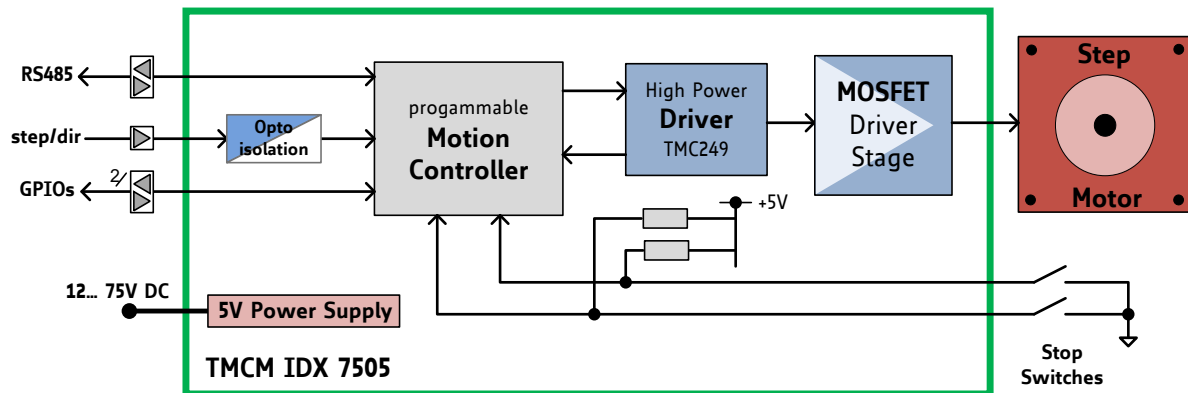 RS485
step/dir
GPIOs
2/
Opto
isolation
progammable
Motion
Controller
High Power
Driver
TMC249
MOSFET
Driver
Stage
Step
Motor
+5V
12... 75V DC
5V Power Supply
TMCM IDX 7505
Stop
Switches